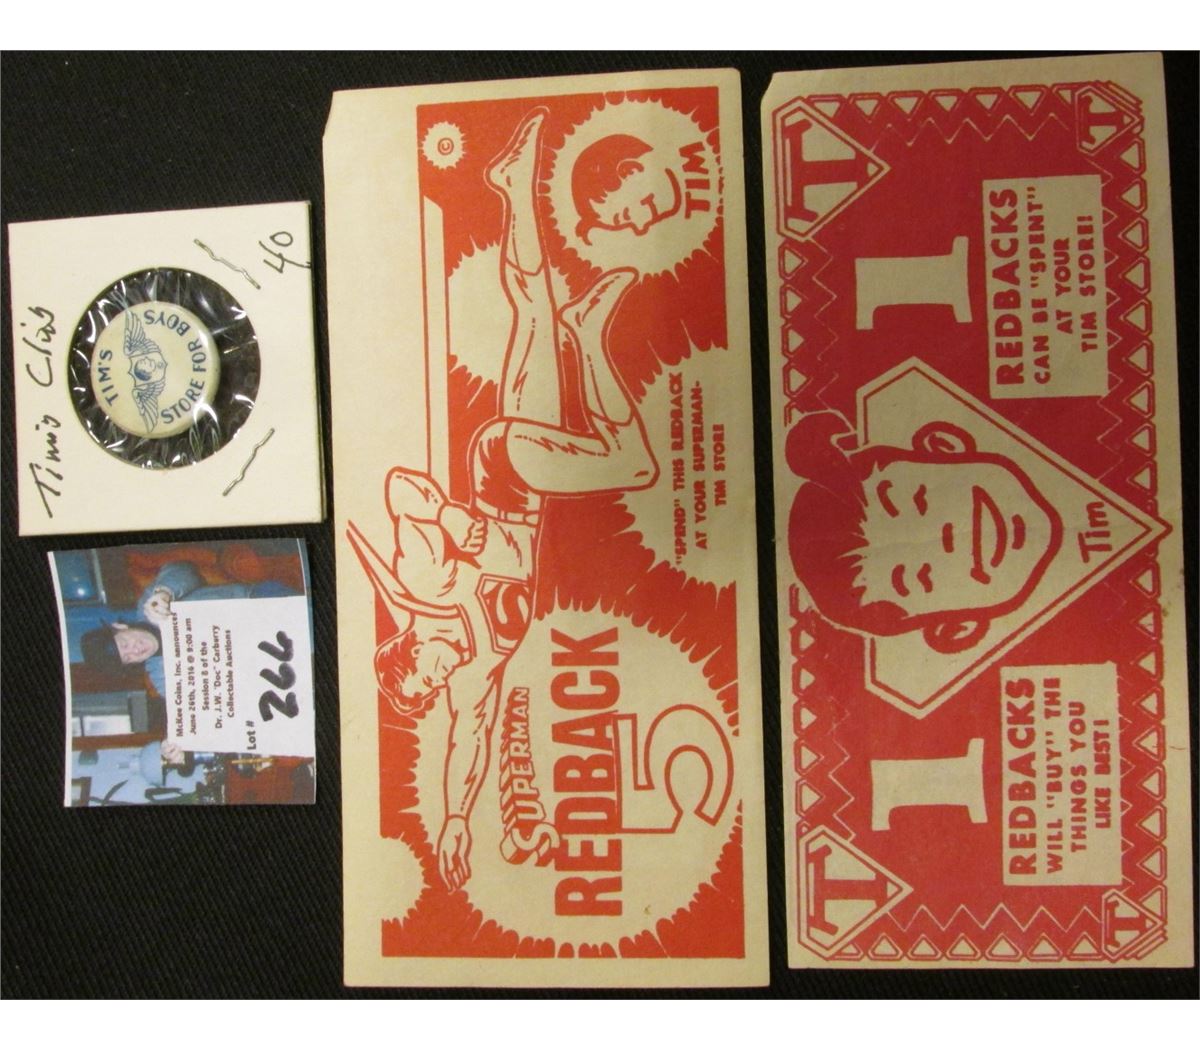 Tim's Club
40
TIM'S
STORE FOR BOYS
McKee Coins, Inc. announces
June 26th, 2016 @ 9:00 am
Session 8 of the
Dr. J.W. "Doc" Carberry
Collectable Auctions
Lot # 266
SUPERMAN
REDBACK
5
S
©
TIM
"SPEND" THIS REDBACK
AT YOUR SUPERMAN-
TIM STORE
T
T
T
T
1
1
REDBACKS
WILL "BUY" THE
THINGS YOU
LIKE BEST!
Tim
REDBACKS
CAN BE "SPENT"
AT YOUR
TIM STORE!